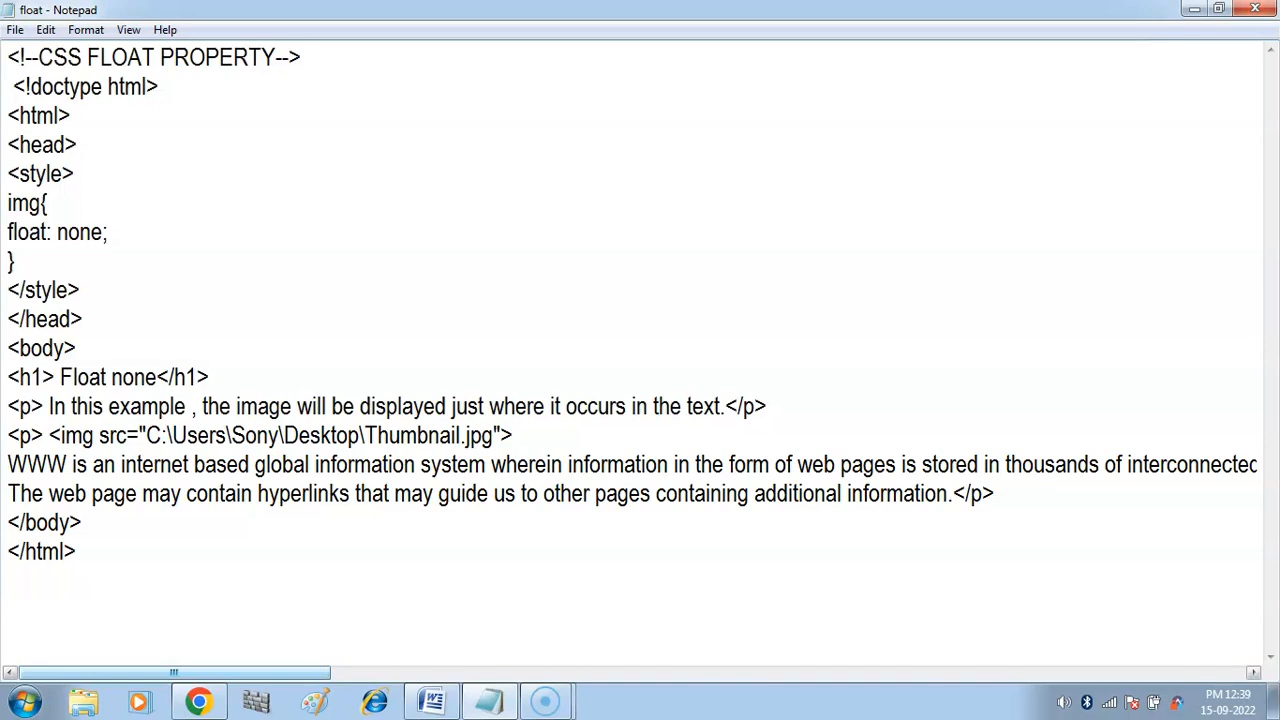 float - Notepad
File Edit Format View Help
<!--CSS FLOAT PROPERTY-->
<!doctype html>
<html>
<head>
<style>
img{
float: none;
}
</style>
</head>
<body>
<h1> Float none</h1>
<p> In this example , the image will be displayed just where it occurs in the text.</p>
<p> <img src="C:\Users\Sony\Desktop\Thumbnail.jpg">
WWW is an internet based global information system wherein information in the form of web pages is stored in thousands of interconnected
The web page may contain hyperlinks that may guide us to other pages containing additional information.</p>
</body>
</html>
PM 12:39
15-09-2022